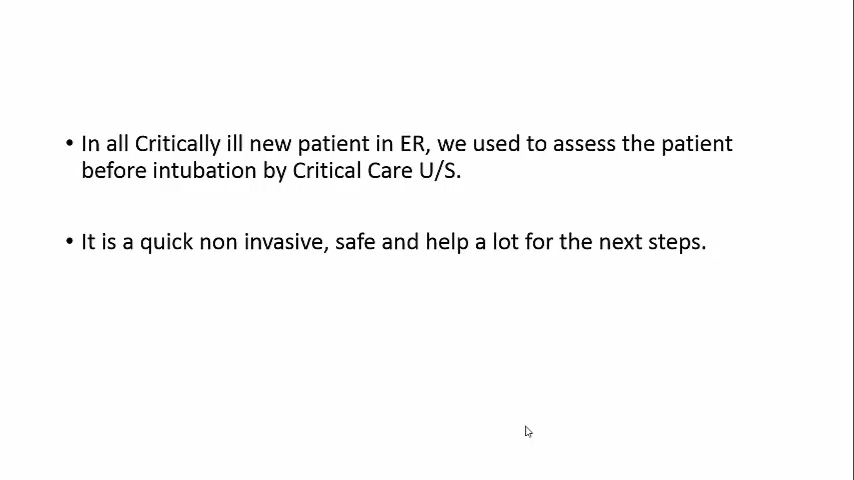 • In all Critically ill new patient in ER, we used to assess the patient
before intubation by Critical Care U/S.
• It is a quick non invasive, safe and help a lot for the next steps.